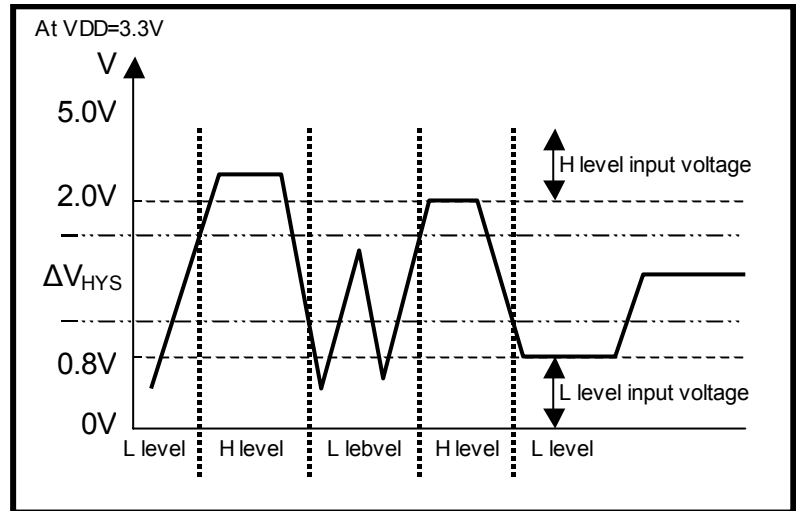 At VDD=3.3V
V
5.0V
H level input voltage
2.0V
ΔVHYS
0.8V
L level input voltage
0V
L level H level L lebvel H level L level